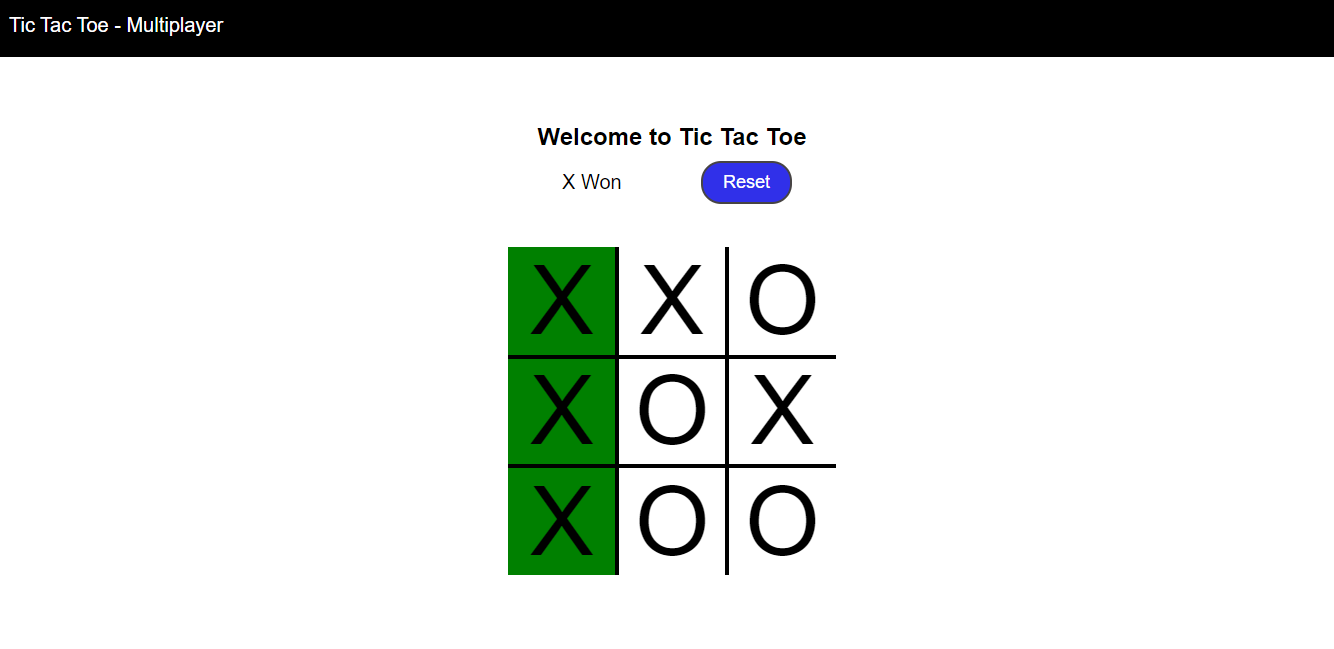 Tic Tac Toe - Multiplayer
Welcome to Tic Tac Toe
X Won Reset
X X O
X O X
X O O